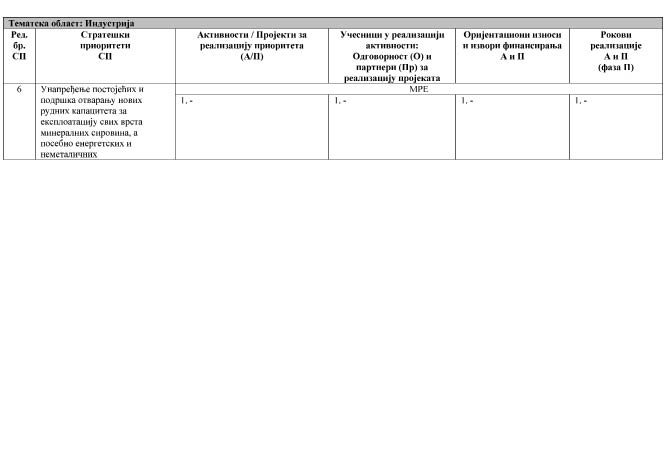 Тематска област: Индустрија
Ред.
бр.
СП
Стратешки
приоритети
СП
Активности / Пројекти за
реализацију приоритета
(А/П)
Учесници у реализацији
активности:
Одговорност (О) и
партнери (Пр) за
реализацију пројеката
Оријентациони износи
и извори финансирања
А и П
Рокови
реализације
А и П
(фаза П)
6
Унапређење постојећих и
подршка отварању нових
рудних капацитета за
експлоатацију свих врста
минералних сировина, а
посебно енергетских и
неметаличних
МРЕ
1. -
1. -
1. -
1. -